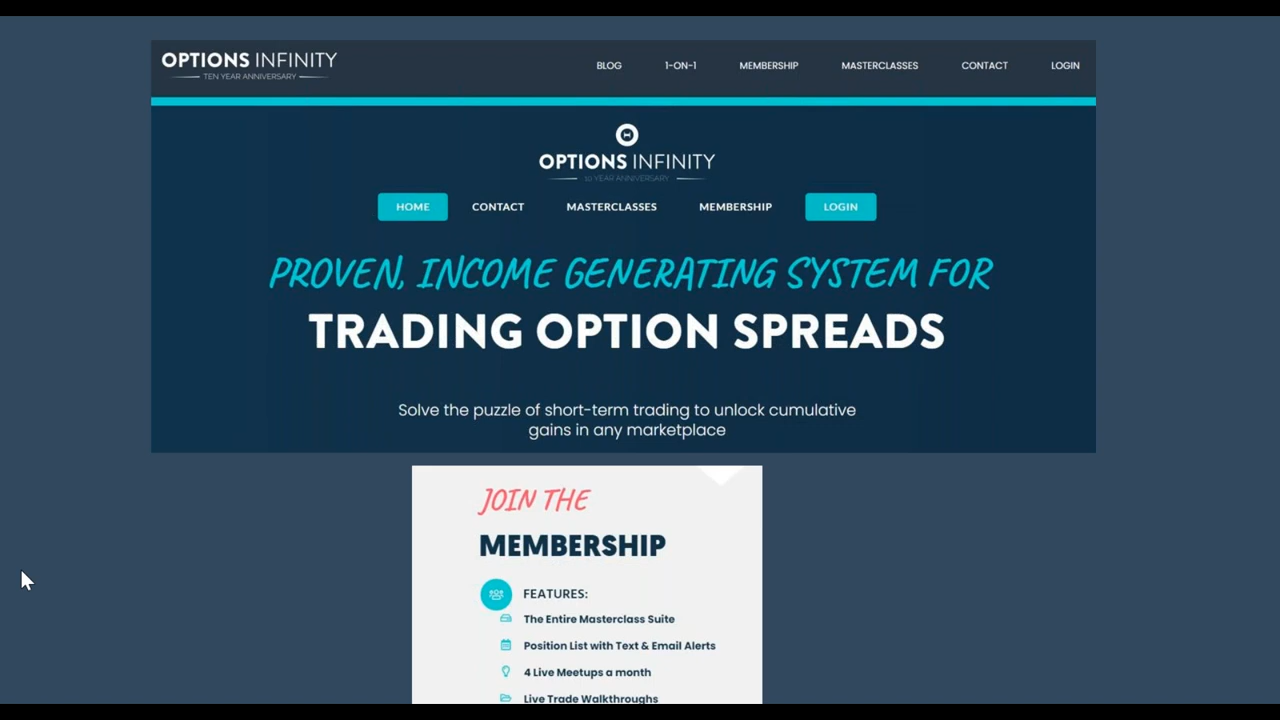 OPTIONS INFINITY
TEN YEAR ANNIVERSARY
BLOG 1-ON-1 MEMBERSHIP MASTERCLASSES CONTACT LOGIN
OPTIONS INFINITY
10 YEAR ANNIVERSARY
HOME CONTACT MASTERCLASSES MEMBERSHIP LOGIN
PROVEN, INCOME GENERATING SYSTEM FOR
TRADING OPTION SPREADS
Solve the puzzle of short-term trading to unlock cumulative
gains in any marketplace
JOIN THE
MEMBERSHIP
FEATURES:
The Entire Masterclass Suite
Position List with Text & Email Alerts
4 Live Meetups a month
Live Trade Walkthroughs